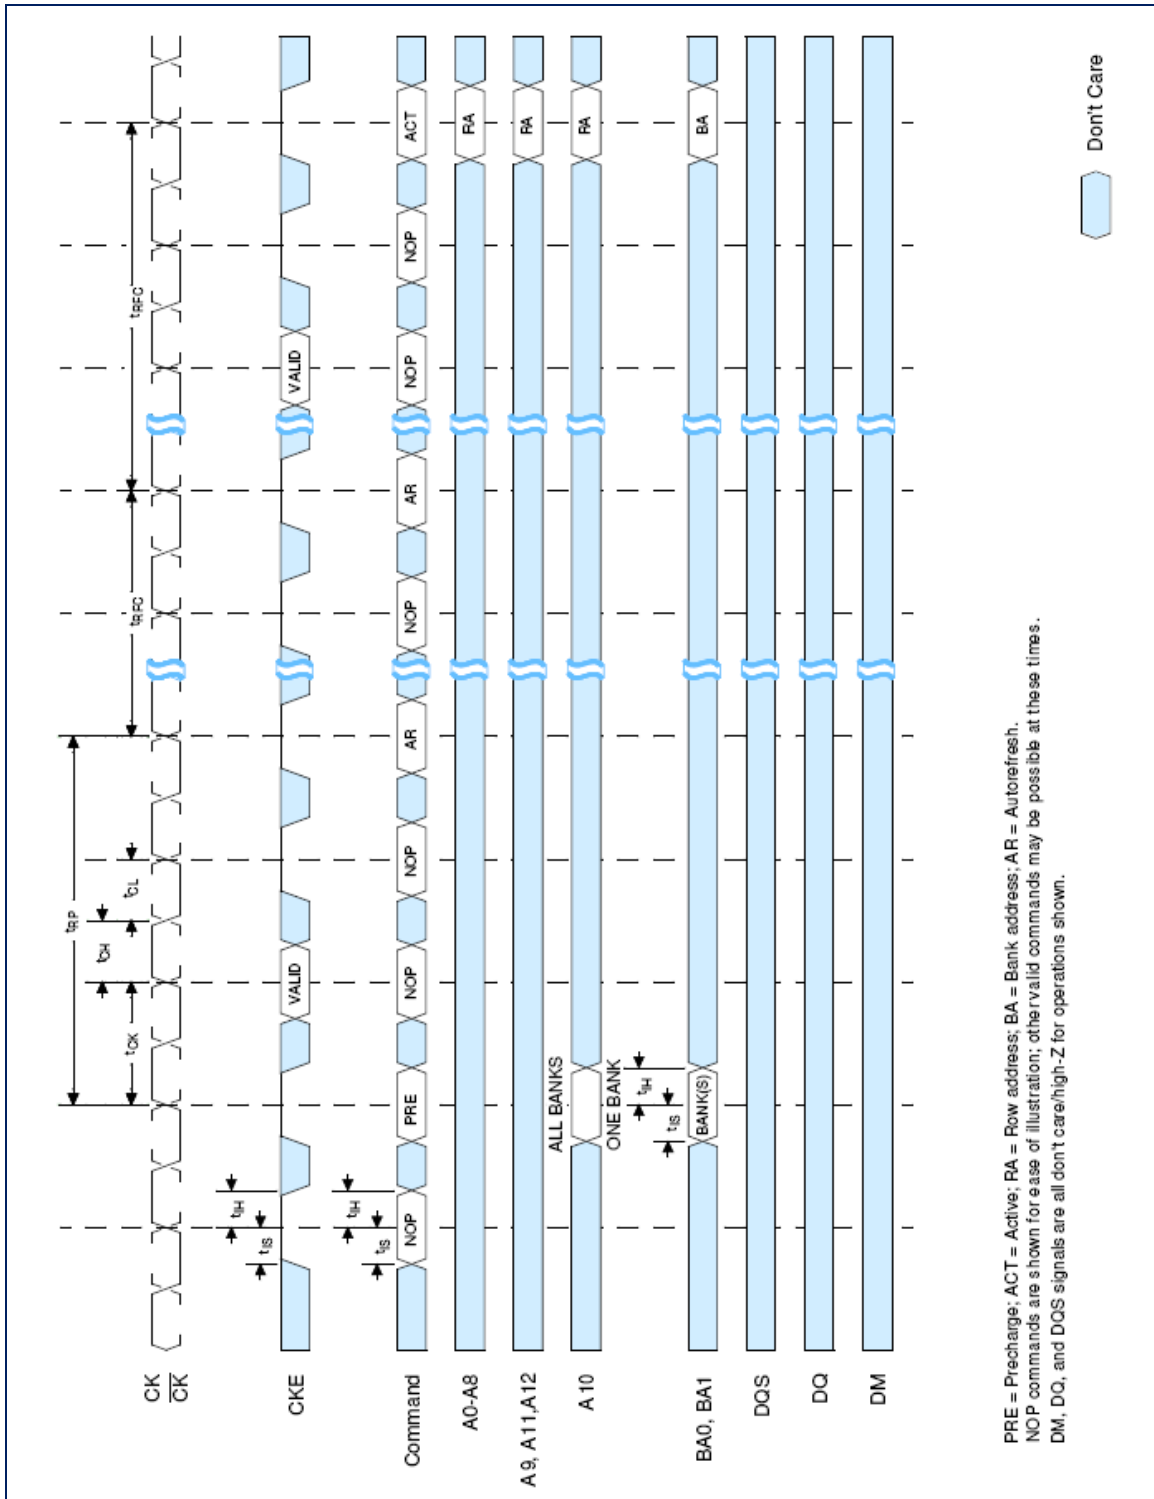 tRP
tCH
tCK
tCL
tRFC
tRFC
CK
CK
tIS
tIH
CKE
VALID
VALID
tIS
tIH
Command
NOP
PRE
NOP
NOP
AR
NOP
AR
NOP
NOP
ACT
A0-A8
RA
A9, A11,A12
RA
ALL BANKS
A10
RA
ONE BANK
tIS
tIH
BA0, BA1
BANK(S)
BA
DQS
DQ
DM
PRE = Precharge; ACT = Active; RA = Row address; BA = Bank address; AR = Autorefresh.
NOP commands are shown for ease of illustration; other valid commands may be possible at these times.
DM, DQ, and DQS signals are all don't care/high-Z for operations shown.
Don't Care